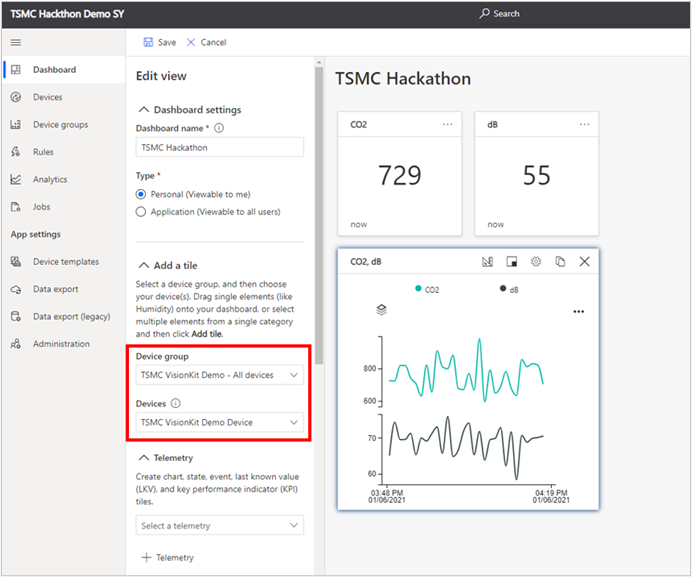 TSMC Hackthon Demo SY
Search
Dashboard
Devices
Device groups
Rules
Analytics
Jobs
App settings
Device templates
Data export
Data export (legacy)
Administration
Save
Cancel
Edit view
Dashboard settings
Dashboard name *
TSMC Hackathon
Type *
Personal (Viewable to me)
Application (Viewable to all users)
Add a tile
Select a device group, and then choose
your device(s). Drag single elements (like
Humidity) onto your dashboard, or select
multiple elements from a single category
and then click Add tile.
Device group
TSMC VisionKit Demo - All devices
Devices
TSMC VisionKit Demo Device
Telemetry
Create chart, state, event, last known value
(LKV), and key performance indicator (KPI)
tiles.
Select a telemetry
Telemetry
TSMC Hackathon
CO2
729
now
dB
55
now
CO2, dB
CO2
dB
800
600
70
60
03:48 PM
01/06/2021
04:19 PM
01/06/2021